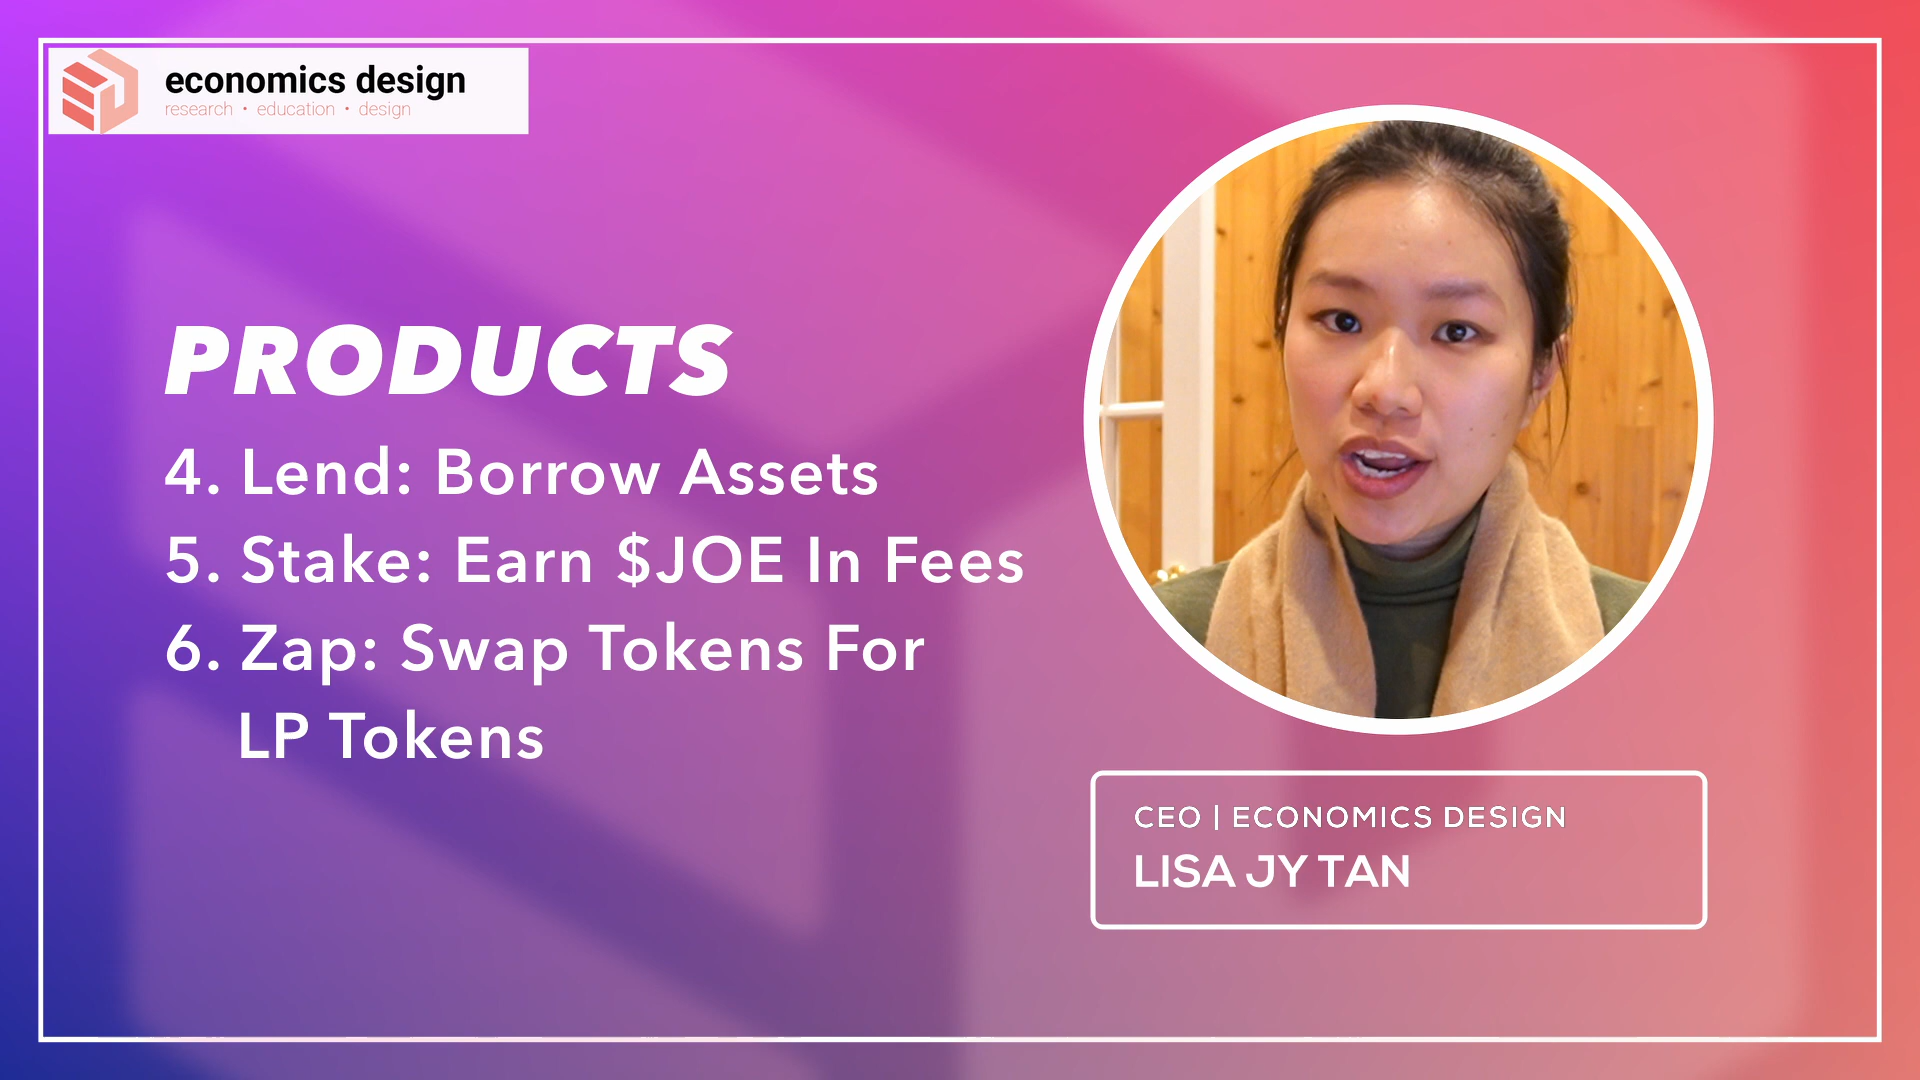 economics design
research • education • design
PRODUCTS
4. Lend: Borrow Assets
5. Stake: Earn $JOE In Fees
6. Zap: Swap Tokens For
LP Tokens
CEO | ECONOMICS DESIGN
LISA JY TAN